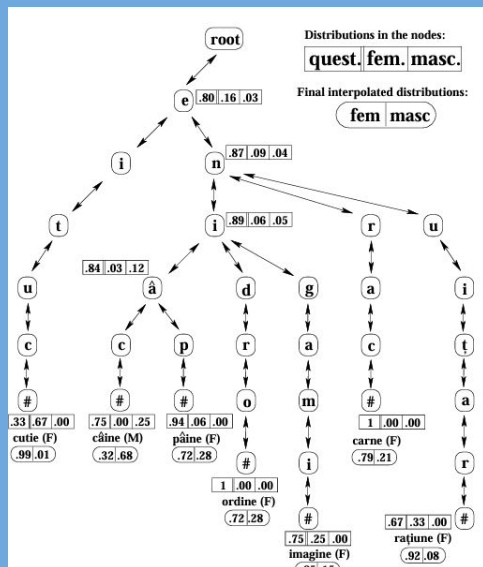 root
Distributions in the nodes:
quest. fem. masc.
Final interpolated distributions:
fem masc
e .80 .16 .03
i n .87 .09 .04
t i .89 .06 .05 r u
.84 .03 .12
u â d g a i
c c p r a c ț
# # # o m # a
.33 .67 .00 .75 .00 .25 .94 .06 .00 1 .00 .00
cutie (F) câine (M) pâine (F) carne (F)
.99 .01 .32 .68 .72 .28 .79 .21
# i r
1 .00 .00
ordine (F)
.72 .28
# #
.75 .25 .00 .67 .33 .00
imagine (F) rațiune (F)
.92 .08